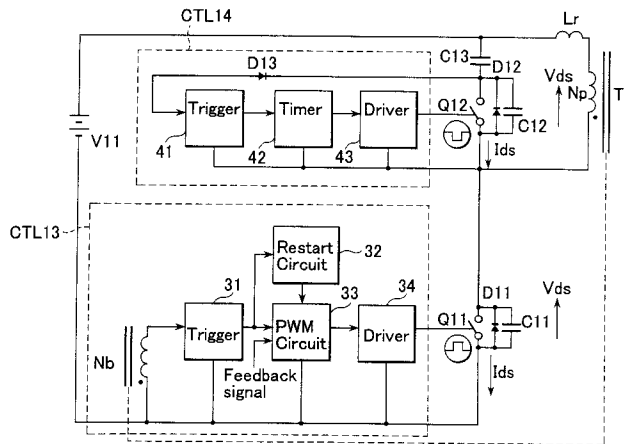 CTL14
Lr
C13
D13
D12
Vds
Np
T
Q12
Trigger
Timer
Driver
C12
V11
41
42
43
Ids
CTL13
Restart
Circuit
32
31
33
34
D11
Vds
Trigger
PWM
Circuit
Driver
Q11
C11
Nb
Feedback
signal
Ids